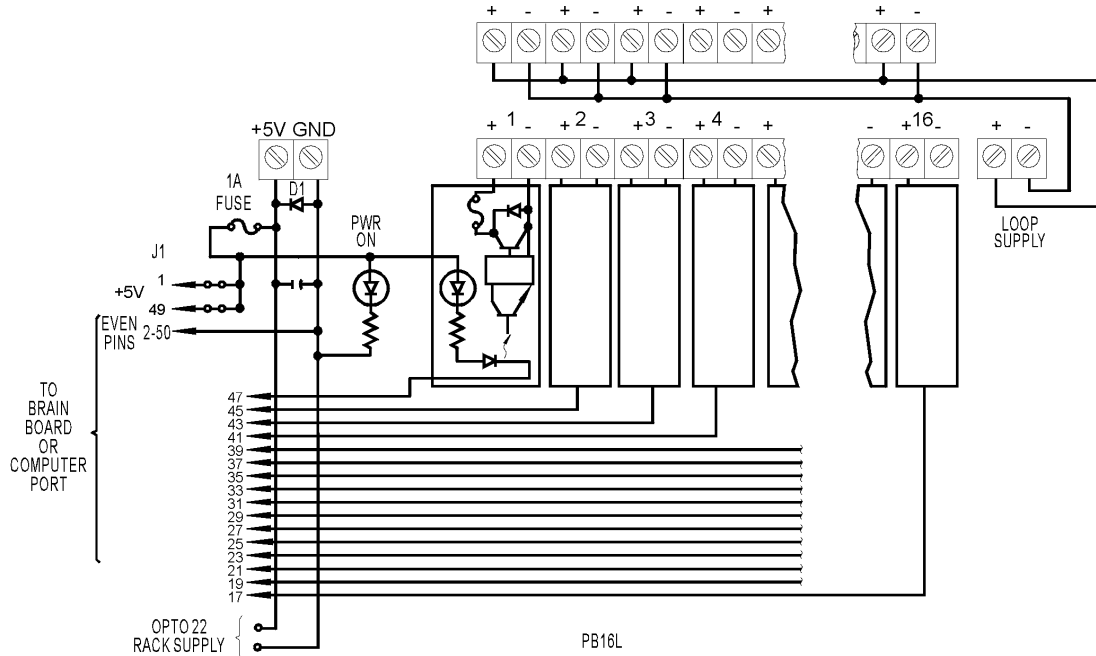 + - + - + - + - +
+ -
+5V GND
+ 1 - + 2 - + 3 - + 4 - +
- + 16 -
+ -
1A
FUSE
D1
PWR
ON
LOOP
SUPPLY
J1
1
+5V
49
EVEN
PINS
2-50
TO
BRAIN
BOARD
OR
COMPUTER
PORT
47
45
43
41
39
37
35
33
31
29
27
25
23
21
19
17
OPTO 22
RACK SUPPLY
PB16L